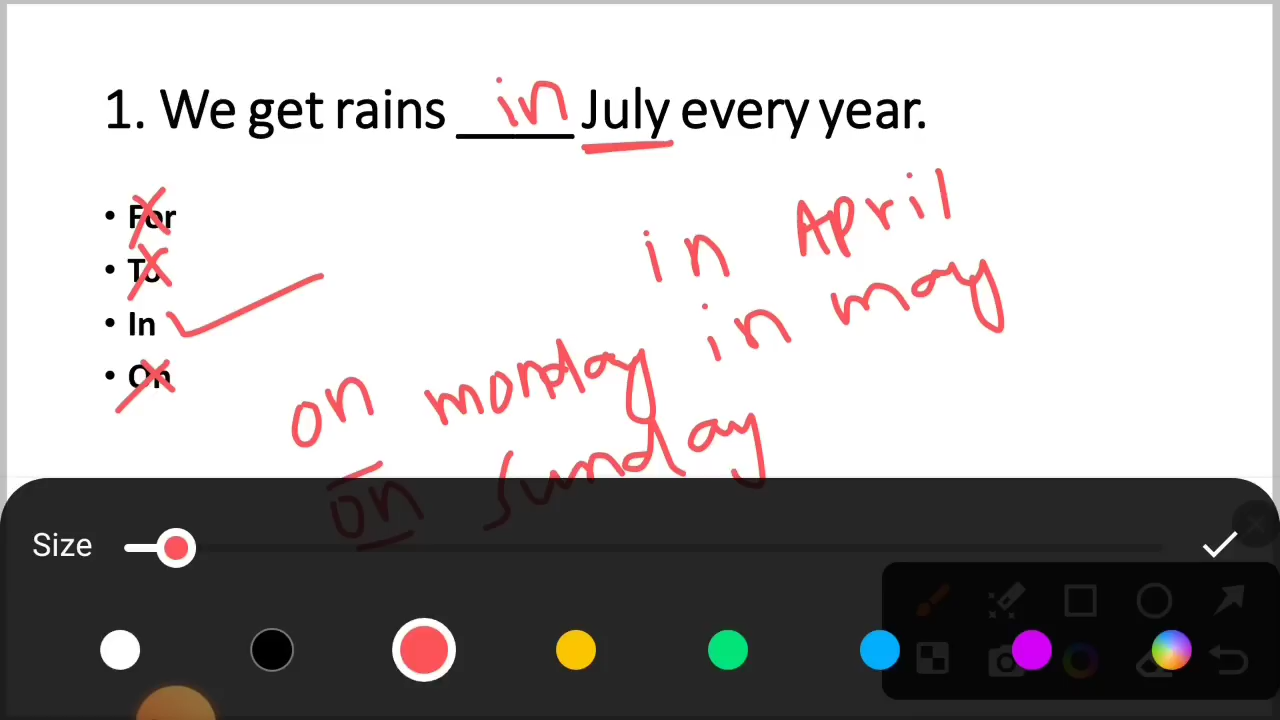 1. We get rains in July every year.
• For
• To
• In
• On
in April
in may
on monday
on sunday
Size